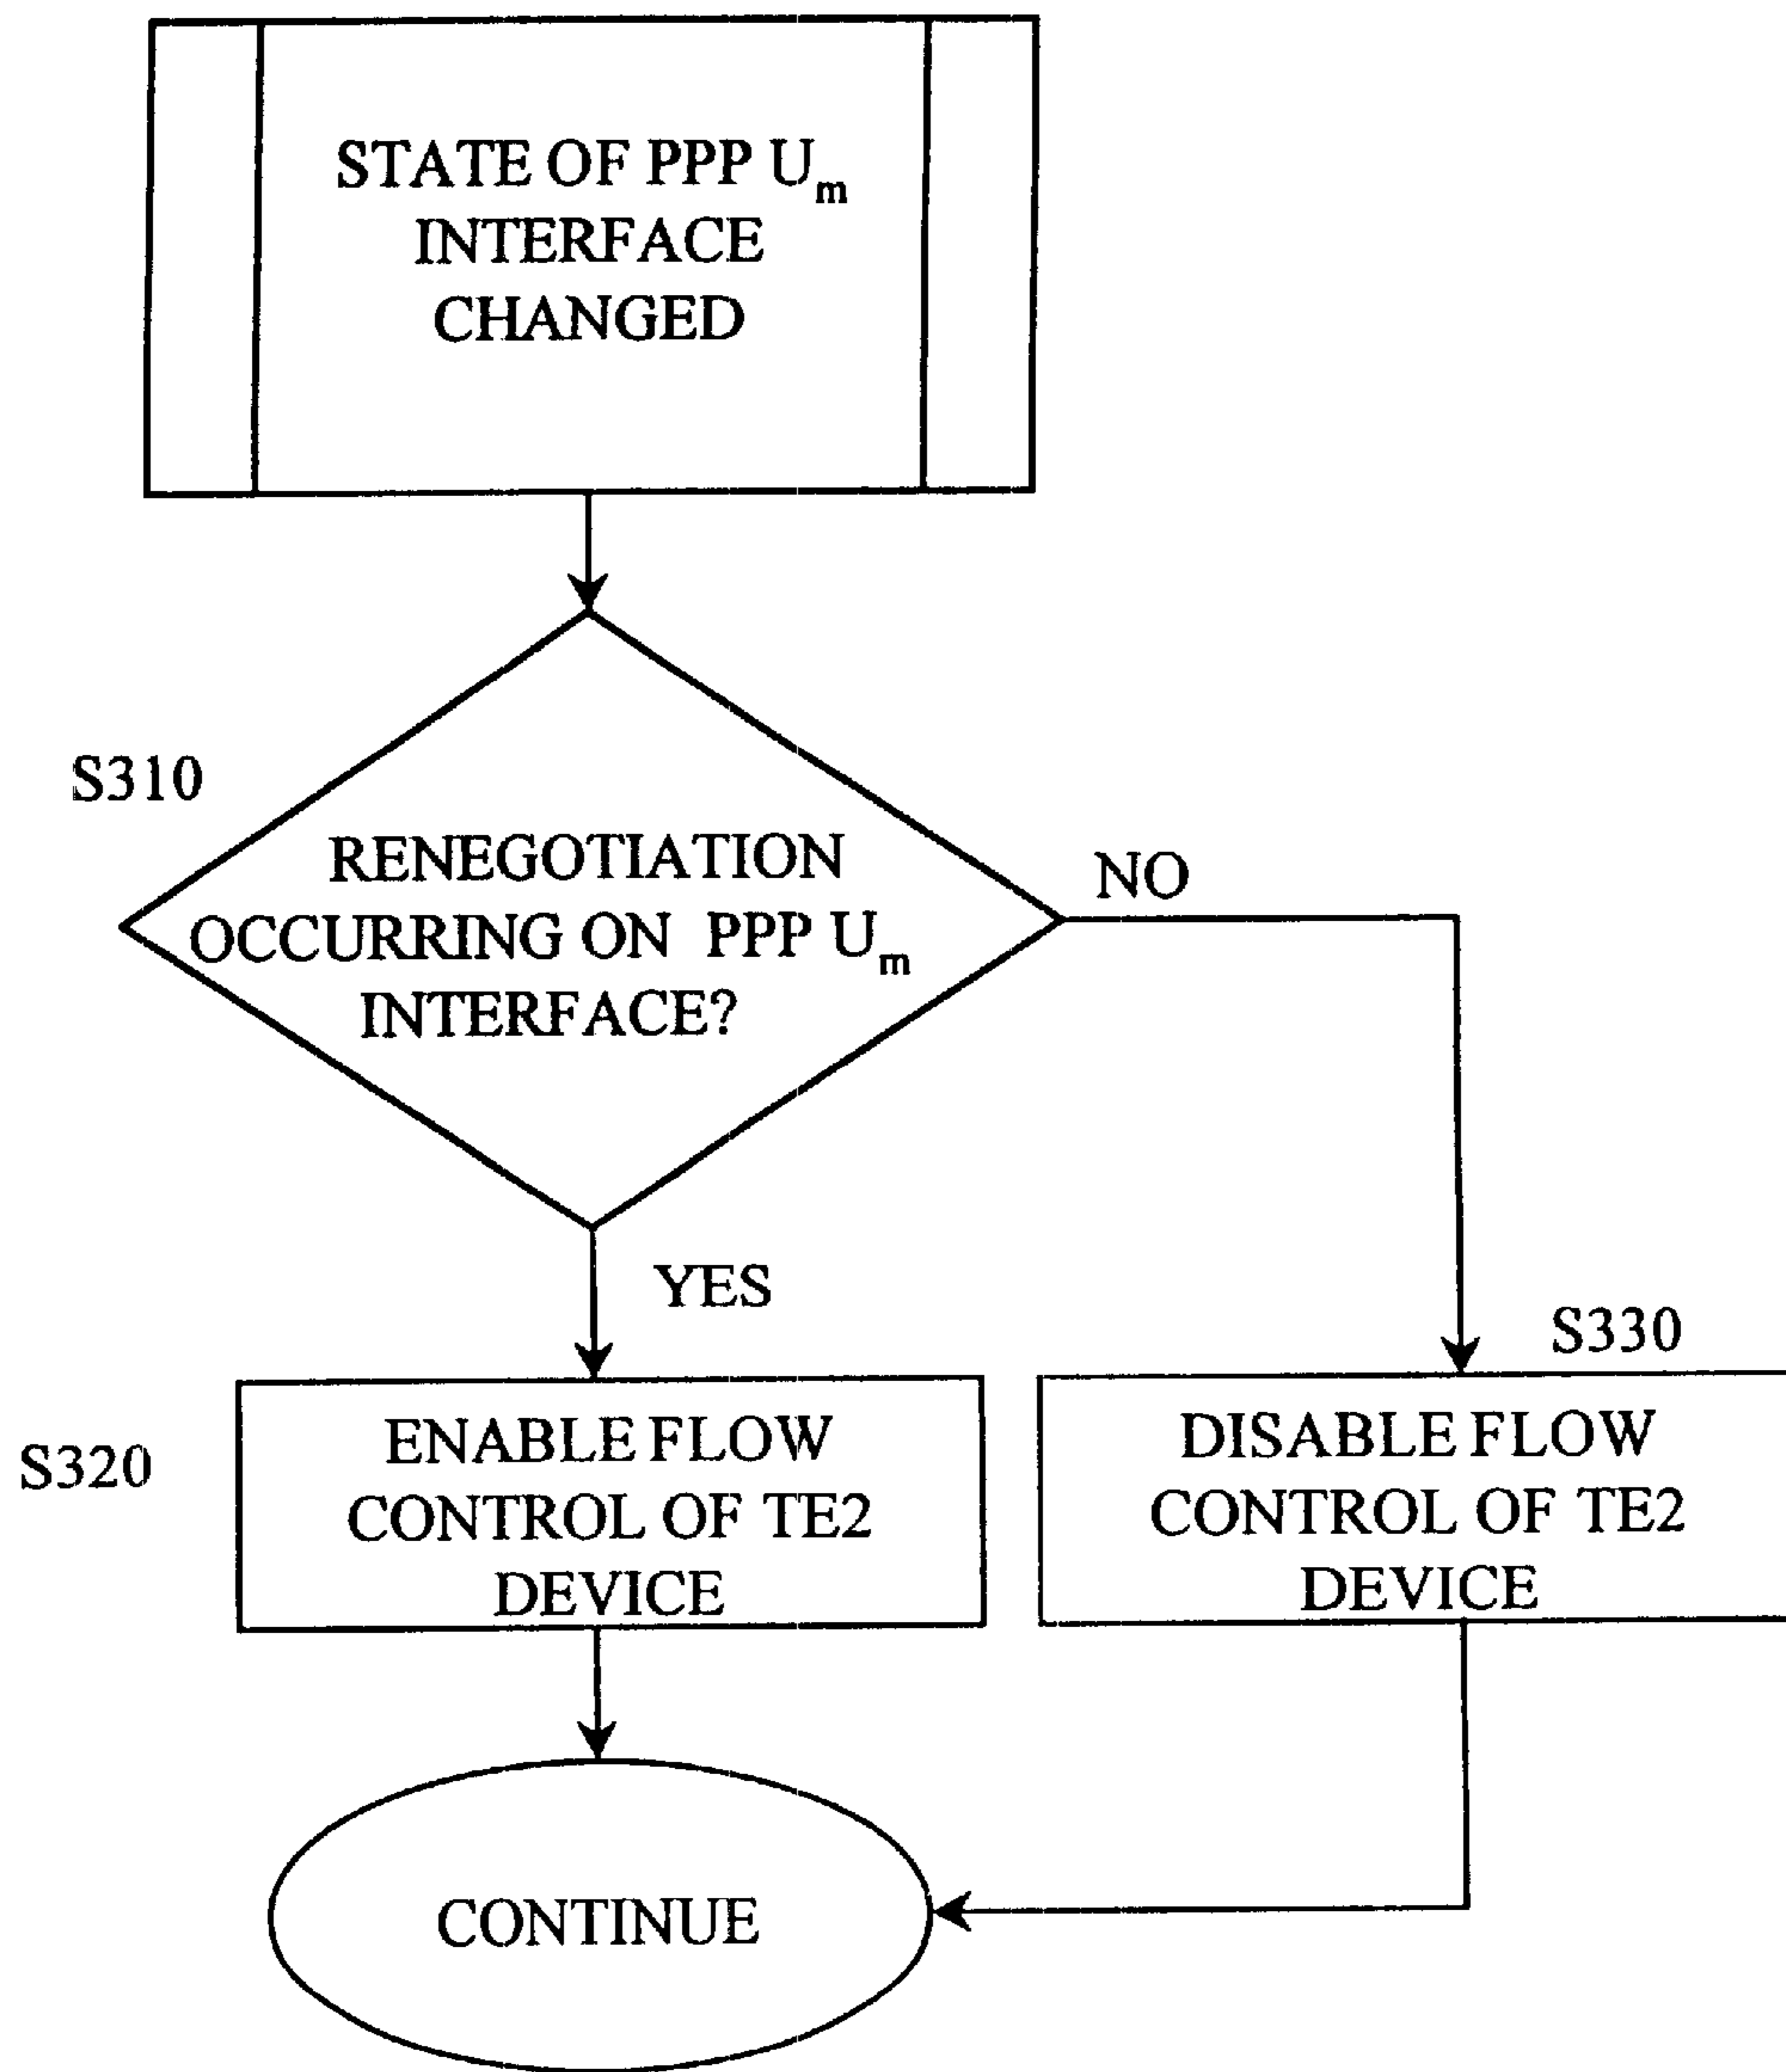 STATE OF PPP Um
INTERFACE
CHANGED
S310
RENEGOTIATION
OCCURRING ON PPP Um
INTERFACE?
NO
YES
S330
S320
ENABLE FLOW
CONTROL OF TE2
DEVICE
DISABLE FLOW
CONTROL OF TE2
DEVICE
CONTINUE